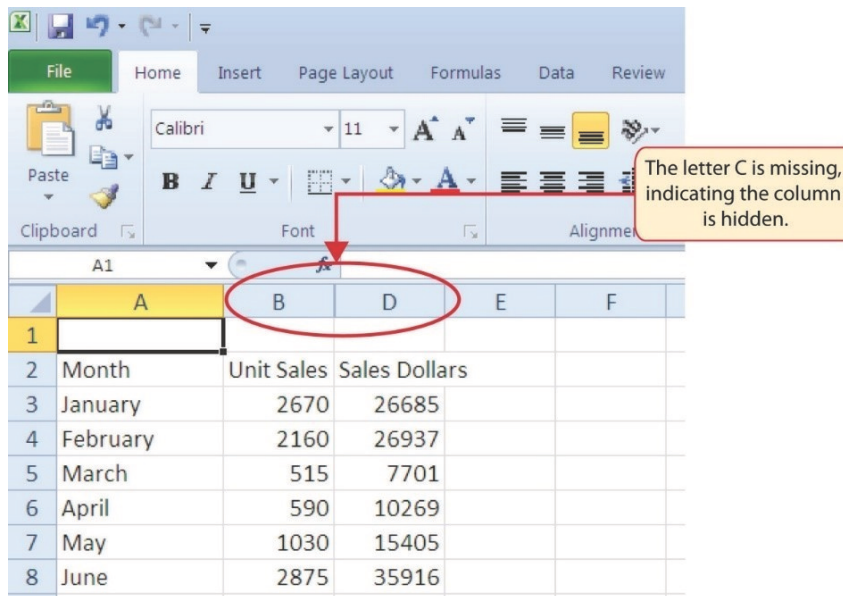 File Home Insert Page Layout Formulas Data Review
Calibri 11 A A
Paste B I U A
The letter C is missing,
indicating the column
is hidden.
Clipboard Font Alignme
A1 fx
A B D E F
1
2 Month Unit Sales Sales Dollars
3 January 2670 26685
4 February 2160 26937
5 March 515 7701
6 April 590 10269
7 May 1030 15405
8 June 2875 35916